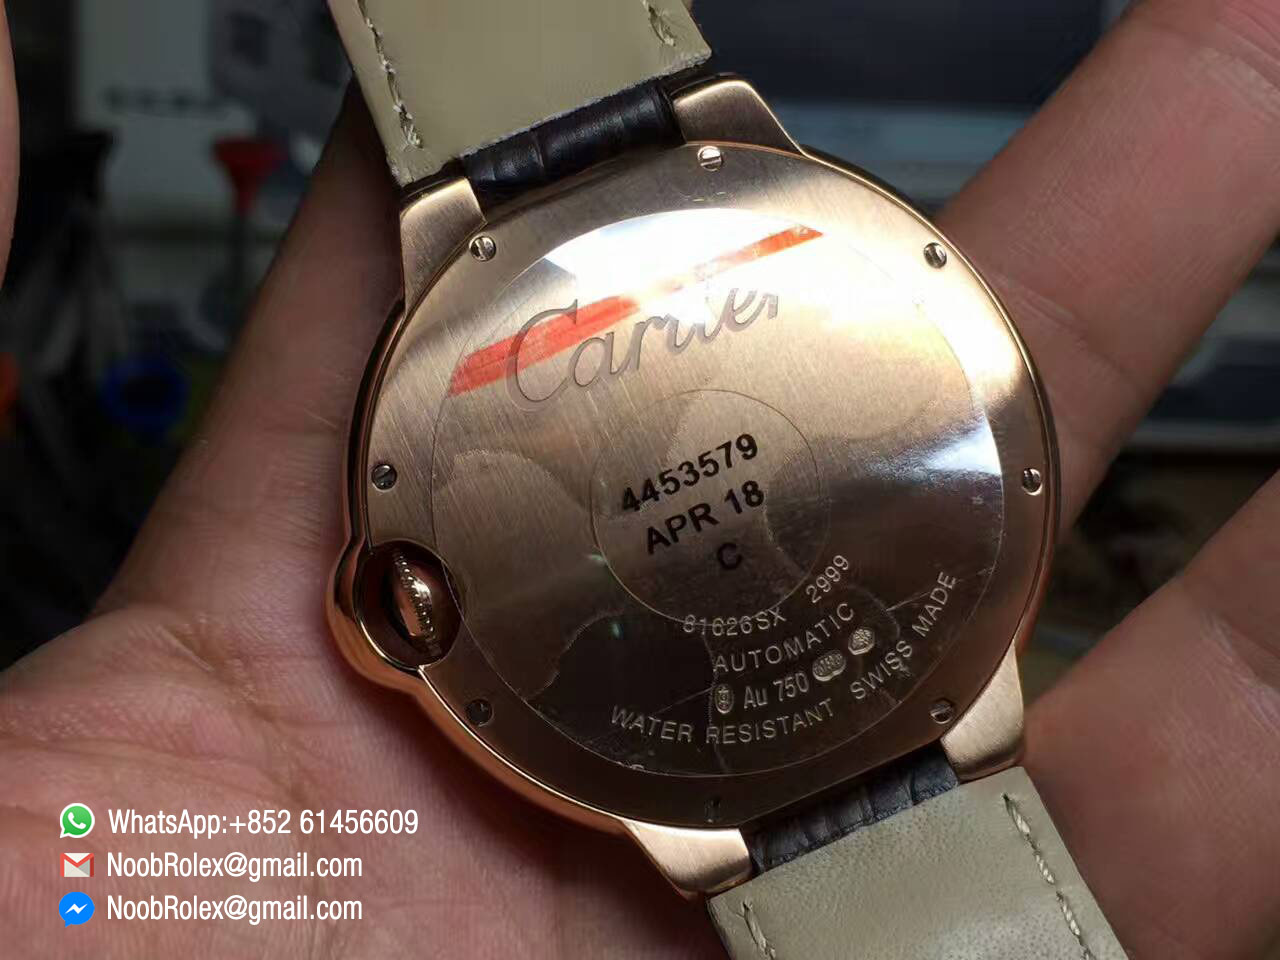 Cartier
4453579
APR 18
C
81626SX 2999
AUTOMATIC
Au 750
WATER RESISTANT SWISS MADE
WhatsApp:+852 61456609
NoobRolex@gmail.com
NoobRolex@gmail.com